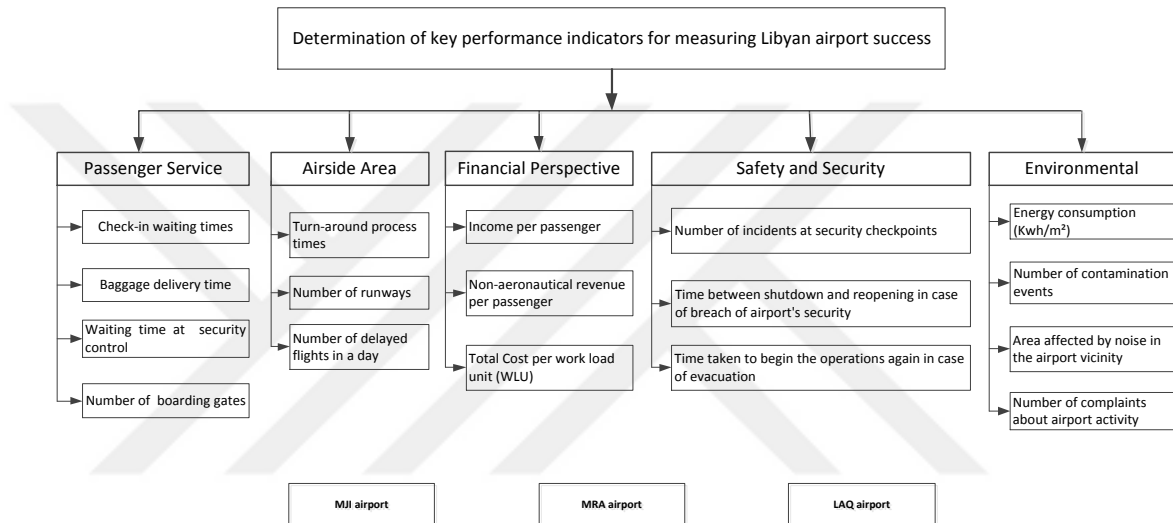 Determination of key performance indicators for measuring Libyan airport success
Passenger Service
Airside Area
Financial Perspective
Safety and Security
Environmental
Check-in waiting times
Baggage delivery time
Waiting time at security
control
Number of boarding gates
Turn-around process
times
Number of runways
Number of delayed
flights in a day
Income per passenger
Non-aeronautical revenue
per passenger
Total Cost per work load
unit (WLU)
Number of incidents at security checkpoints
Time between shutdown and reopening in case
of breach of airport's security
Time taken to begin the operations again in case
of evacuation
Energy consumption
(Kwh/m²)
Number of contamination
events
Area affected by noise in
the airport vicinity
Number of complaints
about airport activity
MJI airport
MRA airport
LAQ airport